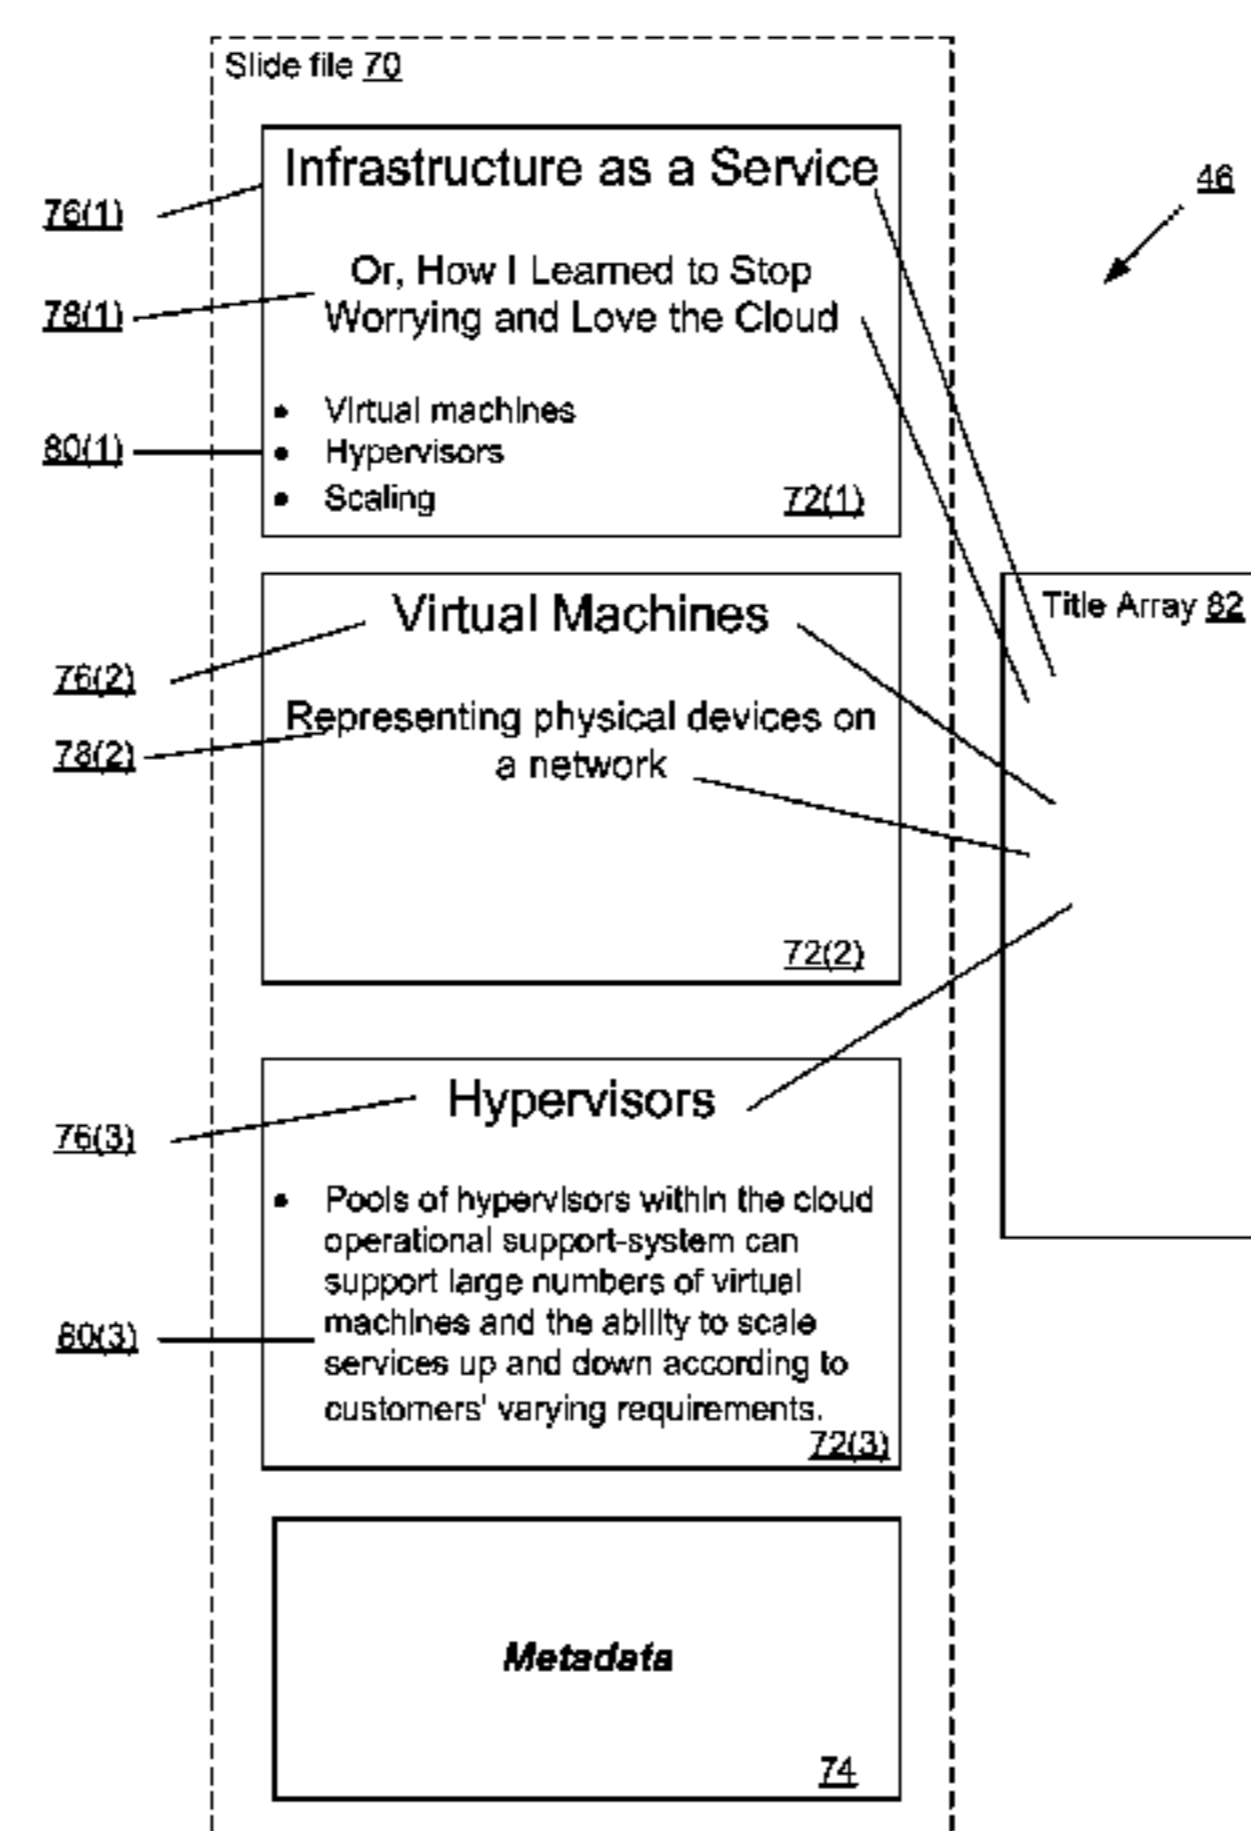 Slide file 70
Infrastructure as a Service
46
76(1)
Or, How I Learned to Stop
78(1)
Worrying and Love the Cloud
• Virtual machines
80(1)
• Hypervisors
• Scaling
72(1)
Title Array 82
Virtual Machines
76(2)
Representing physical devices on
78(2)
a network
72(2)
Hypervisors
76(3)
• Pools of hypervisors within the cloud
operational support-system can
support large numbers of virtual
machines and the ability to scale
80(3)
services up and down according to
customers' varying requirements.
72(3)
Metadata
74